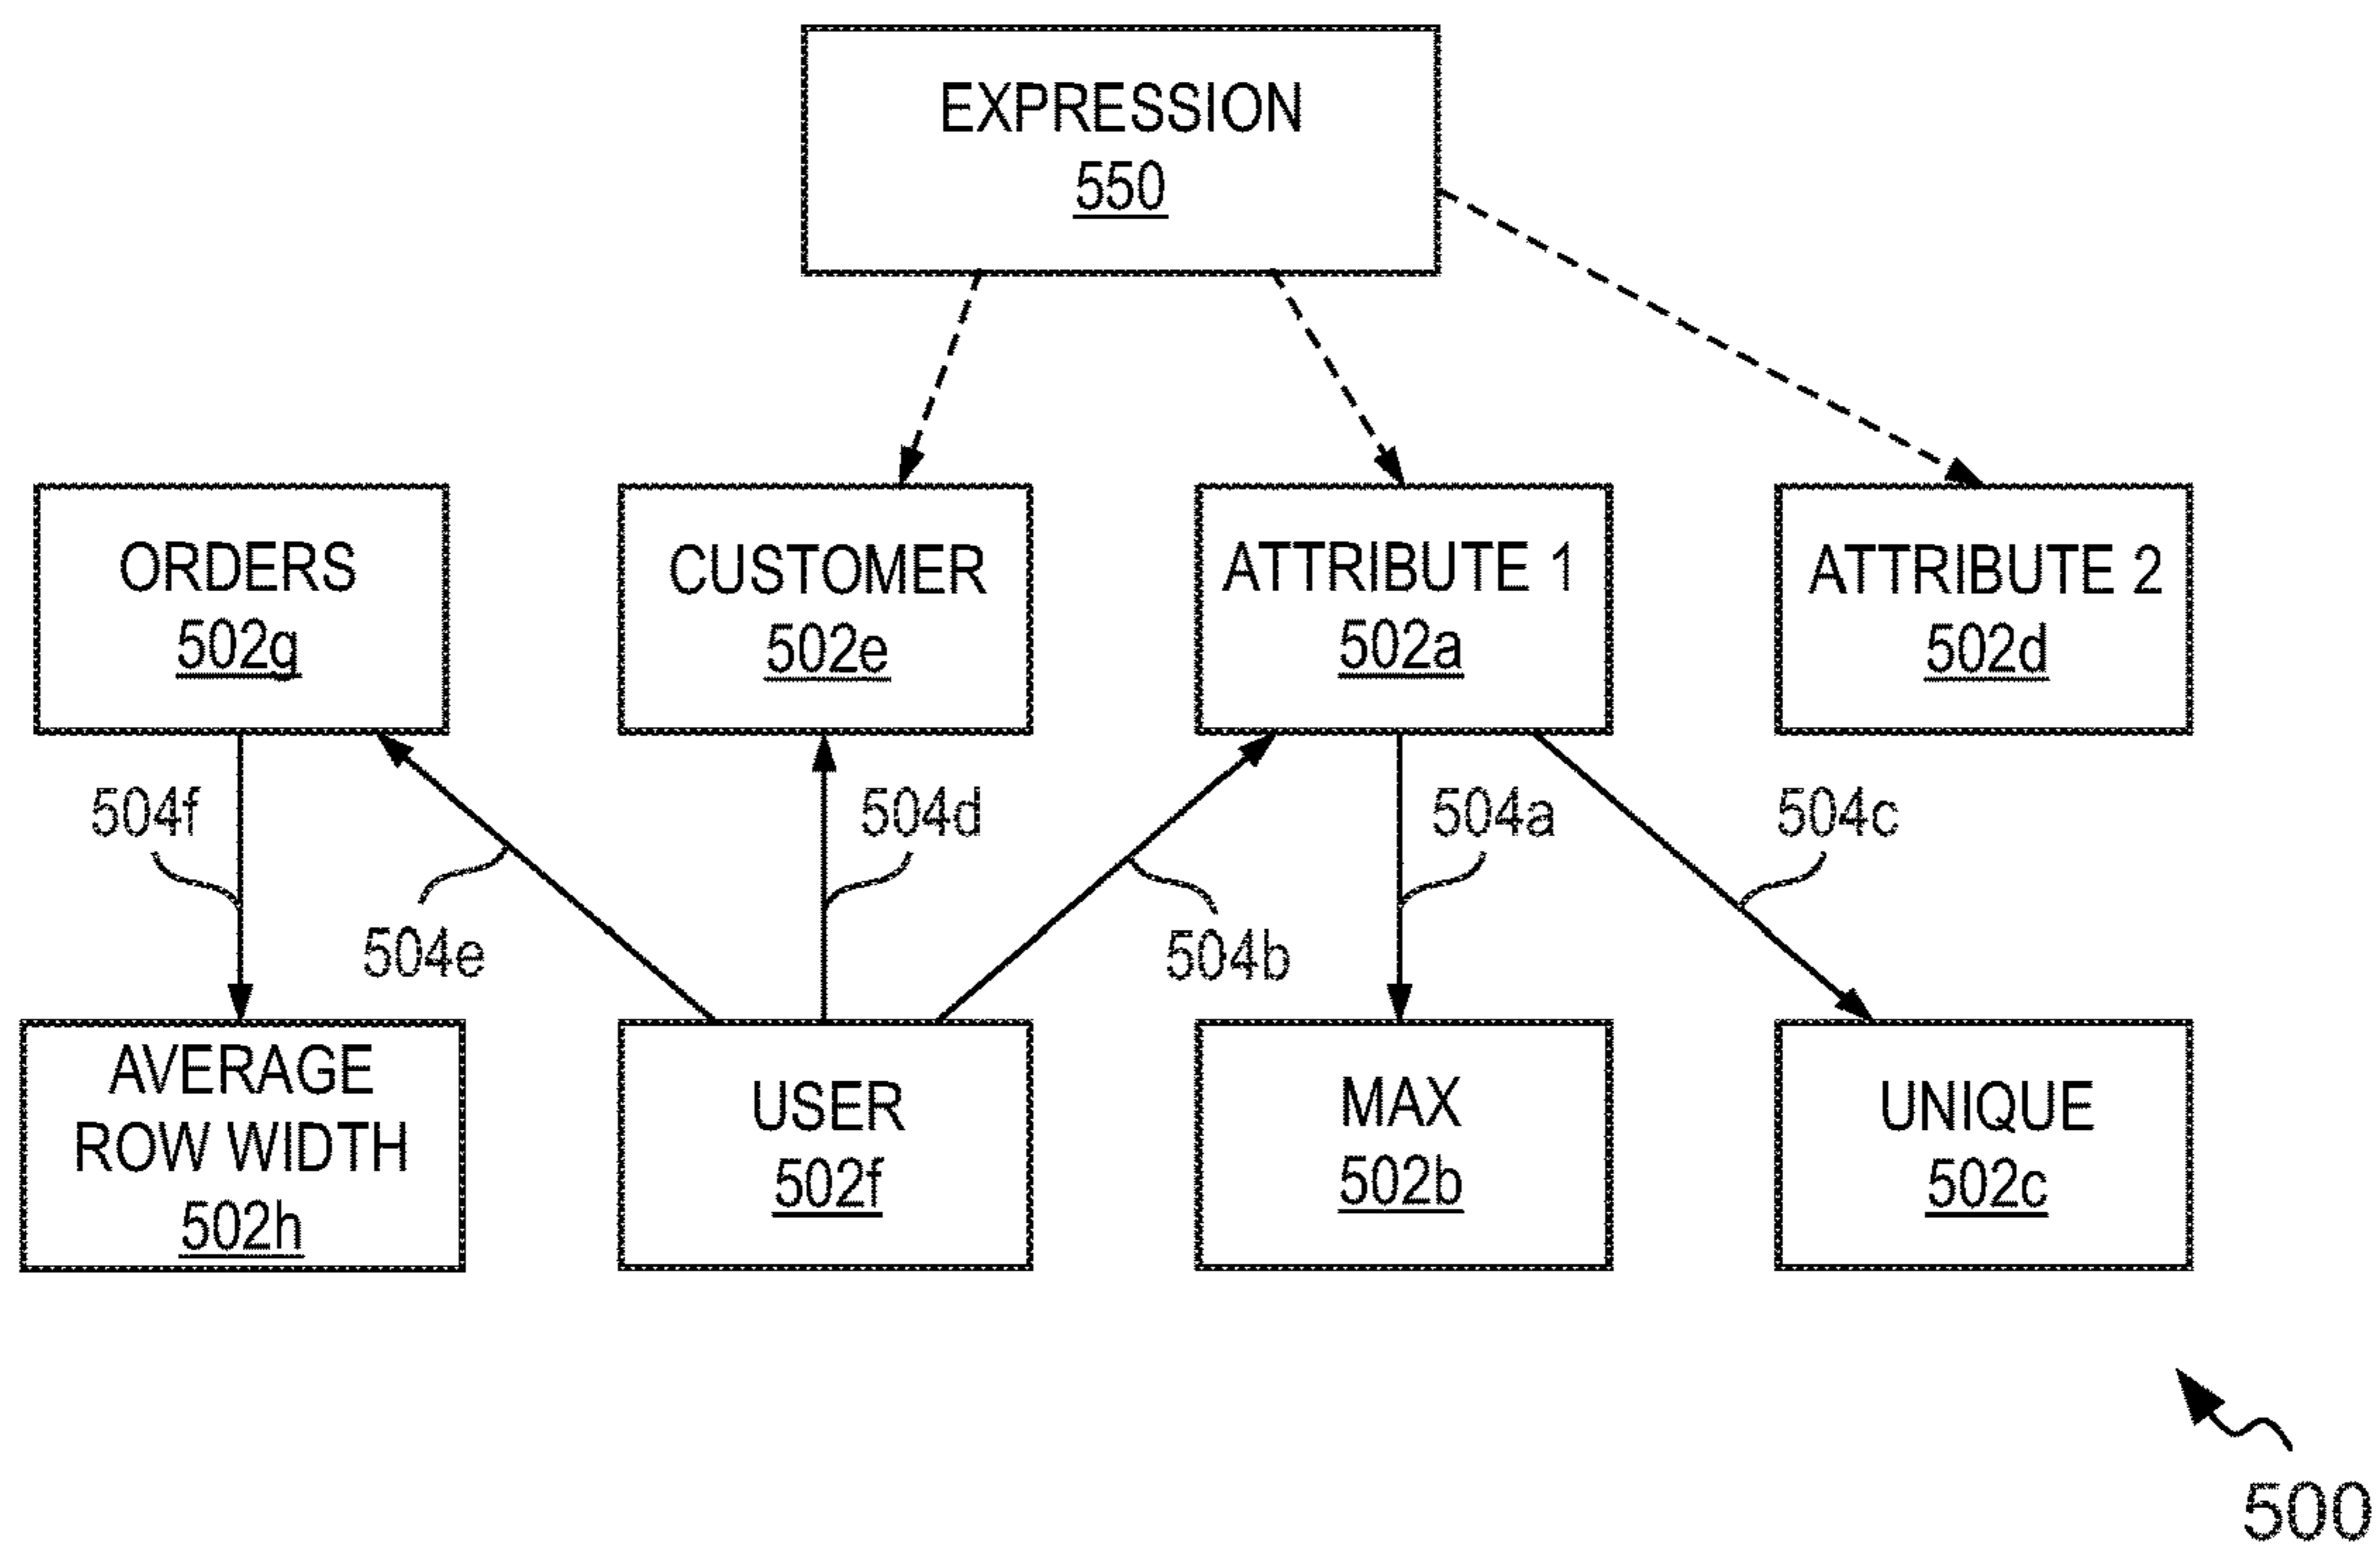 EXPRESSION
550
ORDERS
502g
CUSTOMER
502e
ATTRIBUTE 1
502a
ATTRIBUTE 2
502d
504f
504e
504d
504b
504a
504c
AVERAGE
ROW WIDTH
502h
USER
502f
MAX
502b
UNIQUE
502c
500